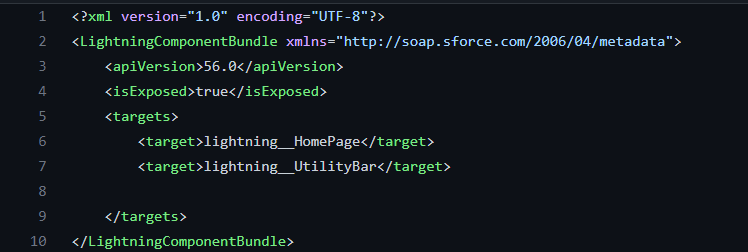 1 <?xml version="1.0" encoding="UTF-8"?>
2 <LightningComponentBundle xmlns="http://soap.sforce.com/2006/04/metadata">
3     <apiVersion>56.0</apiVersion>
4     <isExposed>true</isExposed>
5     <targets>
6         <target>lightning__HomePage</target>
7         <target>lightning__UtilityBar</target>
8
9     </targets>
10 </LightningComponentBundle>